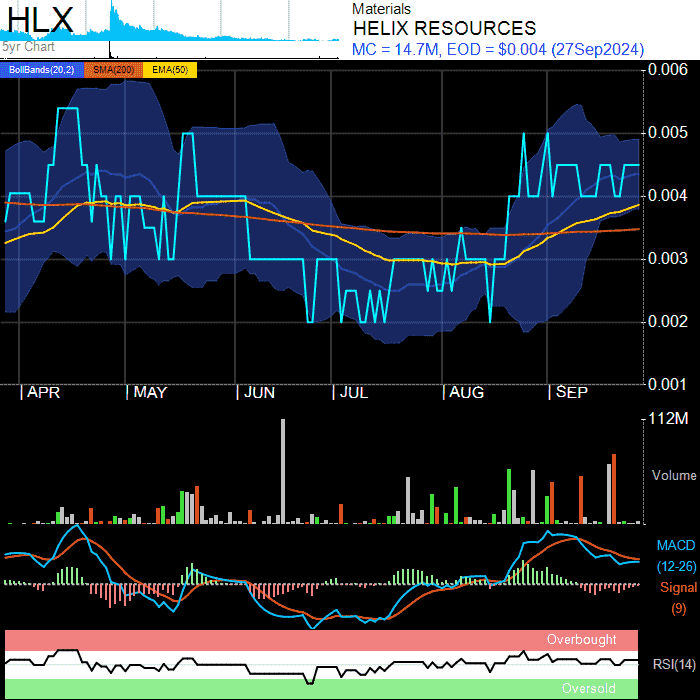 HLX
5yr Chart
Materials
HELIX RESOURCES
MC = 14.7M, EOD = $0.004 (27Sep2024)
BollBands(20,2) SMA(200) EMA(50)
0.006
0.005
0.004
0.003
0.002
0.001
APR MAY JUN JUL AUG SEP
112M
Volume
MACD
(12-26)
Signal
(9)
Overbought
RSI(14)
Oversold